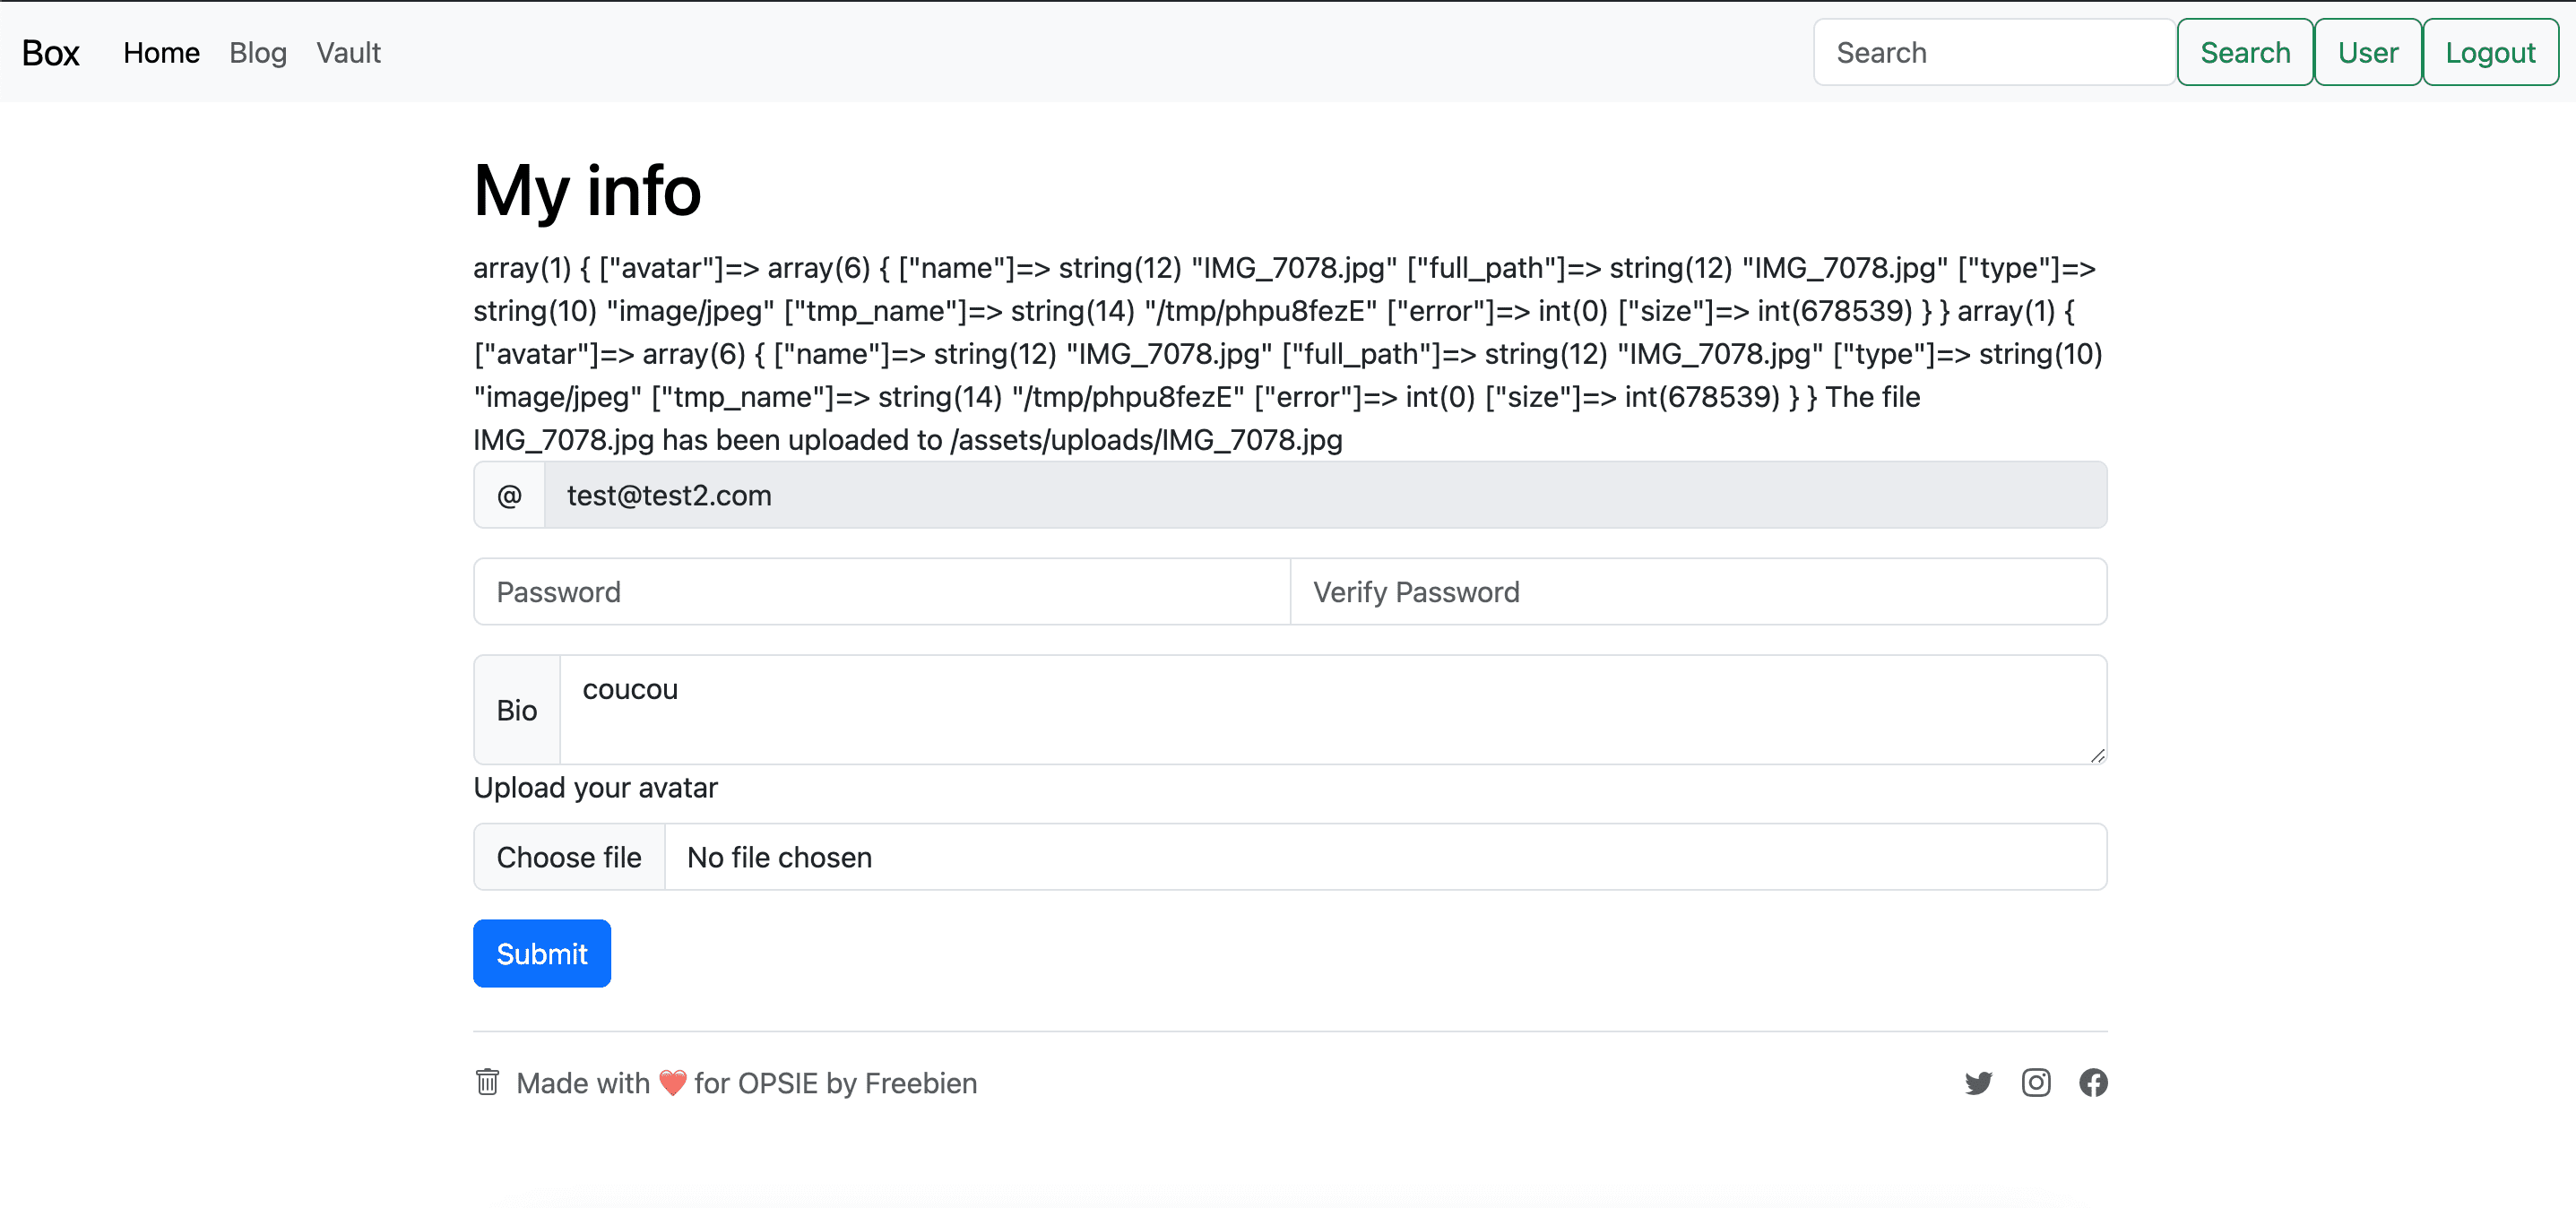 Box Home Blog Vault Search Search User Logout
My info
array(1) { ["avatar"]=> array(6) { ["name"]=> string(12) "IMG_7078.jpg" ["full_path"]=> string(12) "IMG_7078.jpg" ["type"]=>
string(10) "image/jpeg" ["tmp_name"]=> string(14) "/tmp/phpu8fezE" ["error"]=> int(0) ["size"]=> int(678539) } } array(1) {
["avatar"]=> array(6) { ["name"]=> string(12) "IMG_7078.jpg" ["full_path"]=> string(12) "IMG_7078.jpg" ["type"]=> string(10)
"image/jpeg" ["tmp_name"]=> string(14) "/tmp/phpu8fezE" ["error"]=> int(0) ["size"]=> int(678539) } } The file
IMG_7078.jpg has been uploaded to /assets/uploads/IMG_7078.jpg
@ test@test2.com
Password Verify Password
Bio coucou
Upload your avatar
Choose file No file chosen
Submit
Made with ❤️ for OPSIE by Freebien